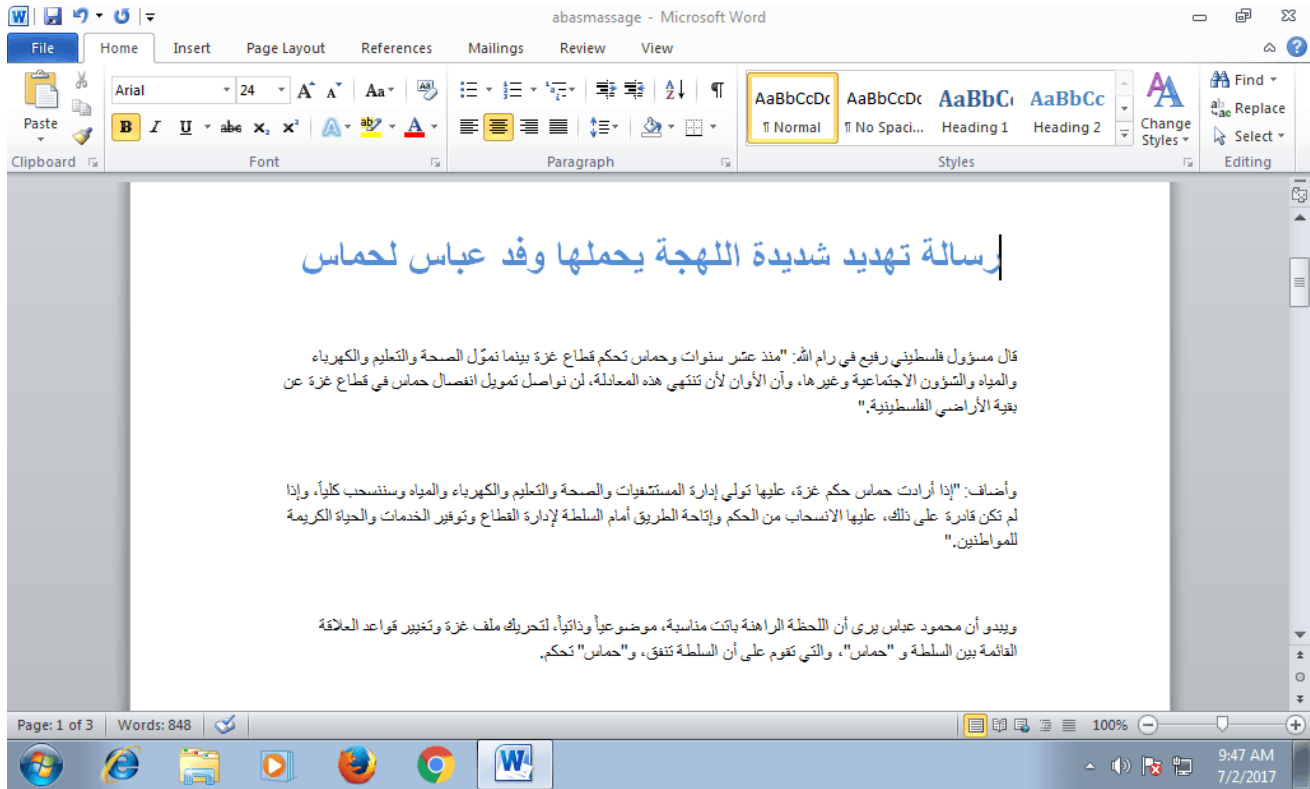 abasmassage - Microsoft Word
File Home Insert Page Layout References Mailings Review View
Arial 24 Aa
Paste
B I U abc x₂ x²
AaBbCcDc AaBbCcDc AaBbC AaBbCc
¶ Normal ¶ No Spaci... Heading 1 Heading 2
Change Styles
Find
Replace
Select
Clipboard Font Paragraph Styles Editing
رسالة تهديد شديدة اللهجة يحملها وفد عباس لحماس
قال مسؤول فلسطيني رفيع في رام الله: "منذ عشر سنوات وحماس تحكم قطاع غزة بينما نموّل الصحة والتعليم والكهرباء
والمياه والشؤون الاجتماعية وغيرها، وآن الأوان لأن تنتهي هذه المعادلة، لن نواصل تمويل انفصال حماس في قطاع غزة عن
بقية الأراضي الفلسطينية."
وأضاف: "إذا أرادت حماس حكم غزة، عليها تولي إدارة المستشفيات والصحة والتعليم والكهرباء والمياه وسننسحب كلياً، وإذا
لم تكن قادرة على ذلك، عليها الانسحاب من الحكم وإتاحة الطريق أمام السلطة لإدارة القطاع وتوفير الخدمات والحياة الكريمة
للمواطنين."
ويبدو أن محمود عباس يرى أن اللحظة الراهنة باتت مناسبة، موضوعياً وذاتياً، لتحريك ملف غزة وتغيير قواعد العلاقة
القائمة بين السلطة و "حماس"، والتي تقوم على أن السلطة تنفق، و"حماس" تحكم.
Page: 1 of 3 Words: 848 100%
9:47 AM
7/2/2017